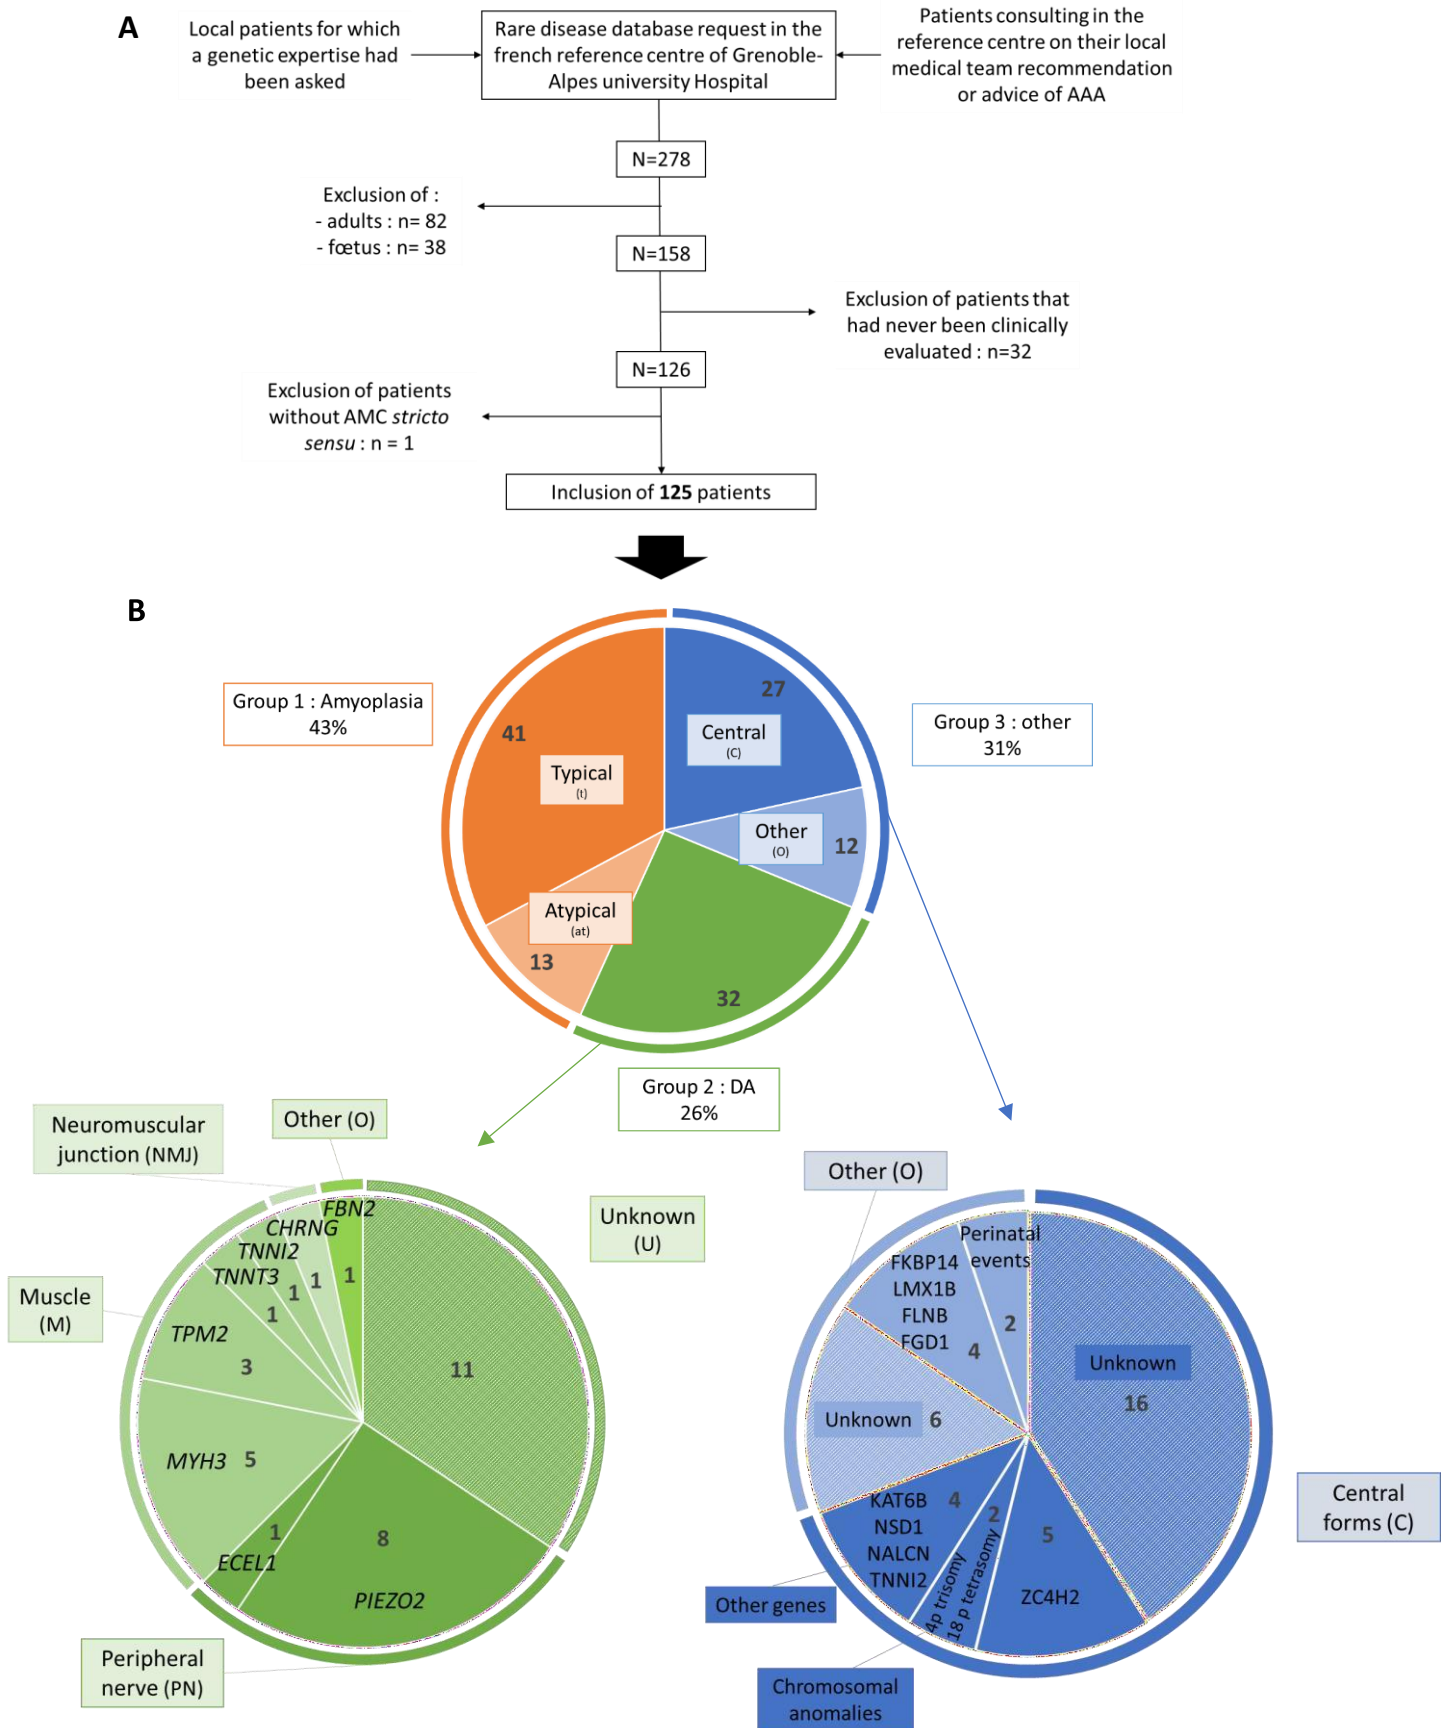 A
Local patients for which
a genetic expertise had
been asked
Rare disease database request in the
french reference centre of Grenoble-
Alpes university Hospital
Patients consulting in the
reference centre on their local
medical team recommendation
or advice of AAA
N=278
Exclusion of :
- adults : n= 82
- fœtus : n= 38
N=158
Exclusion of patients that
had never been clinically
evaluated : n=32
N=126
Exclusion of patients
without AMC stricto
sensu : n = 1
Inclusion of 125 patients
B
Group 1 : Amyoplasia
43%
41
Typical
(t)
27
Central
(C)
Group 3 : other
31%
Other
(O)
12
Atypical
(at)
13
32
Group 2 : DA
26%
Neuromuscular
junction (NMJ)
Other (O)
Unknown
(U)
Muscle
(M)
FBN2
1
CHRNG
1
TNNI2
1
TNNT3
1
TPM2
3
MYH3 5
11
1
ECEL1
8
PIEZO2
Peripheral
nerve (PN)
Other (O)
Perinatal
events
2
FKBP14
LMX1B
FLNB
FGD1
4
Unknown
16
Unknown 6
KAT6B
NSD1
NALCN
TNNI2
4
2
4p trisomy
18 p tetrasomy
5
ZC4H2
Central
forms (C)
Other genes
Chromosomal
anomalies